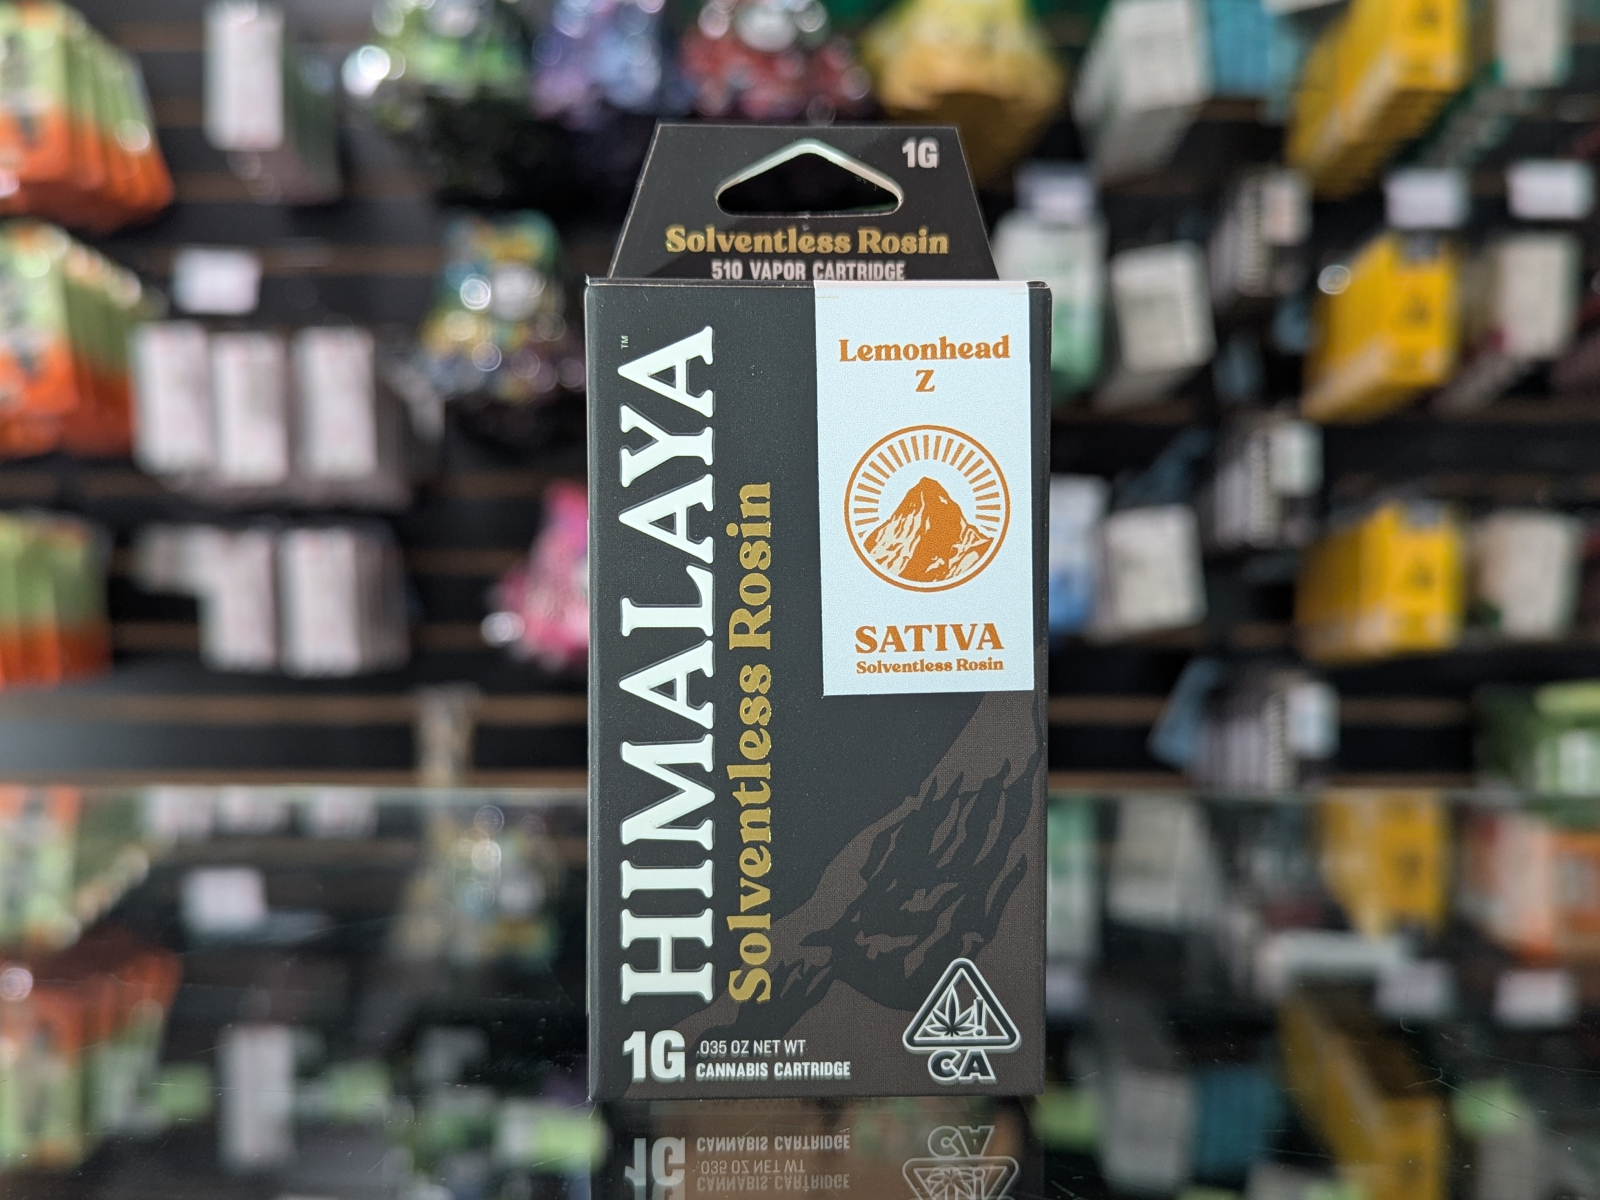 1G
Solventless Rosin
510 VAPOR CARTRIDGE
HIMALAYA™
Solventless Rosin
Lemonhead
Z
SATIVA
Solventless Rosin
1G
.035 OZ NET WT
CANNABIS CARTRIDGE
CA